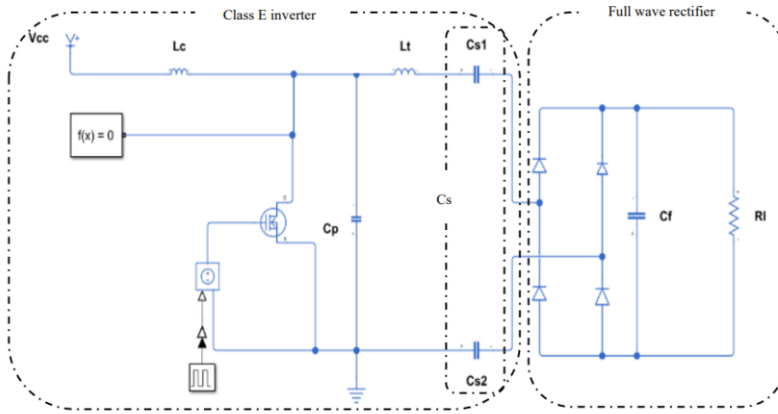 Class E inverter
Full wave rectifier
Vcc
V+
Lc
Lt
Cs1
f(x) = 0
Cs
Cp
Cf
Rl
Cs2